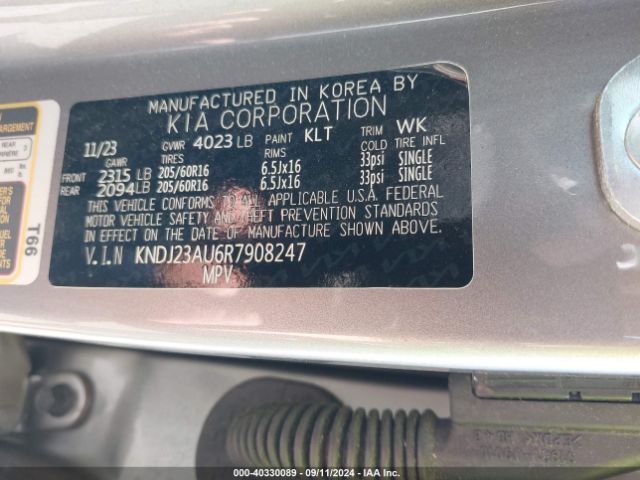 MANUFACTURED IN KOREA BY
KIA CORPORATION
11/23 GVWR 4023 LB PAINT KLT TRIM WK
GAWR TIRES RIMS COLD TIRE INFL
FRONT 2315 LB 205/60R16 6.5Jx16 33psi SINGLE
REAR 2094LB 205/60R16 6.5Jx16 33psi SINGLE
THIS VEHICLE CONFORMS TO ALL APPLICABLE U.S.A. FEDERAL
MOTOR VEHICLE SAFETY AND THEFT PREVENTION STANDARDS
IN EFFECT ON THE DATE OF MANUFACTURE SHOWN ABOVE.
V.I.N KNDJ23AU6R7908247
MPV
REAR
T66
000-40330089 - 09/11/2024 - IAA Inc.